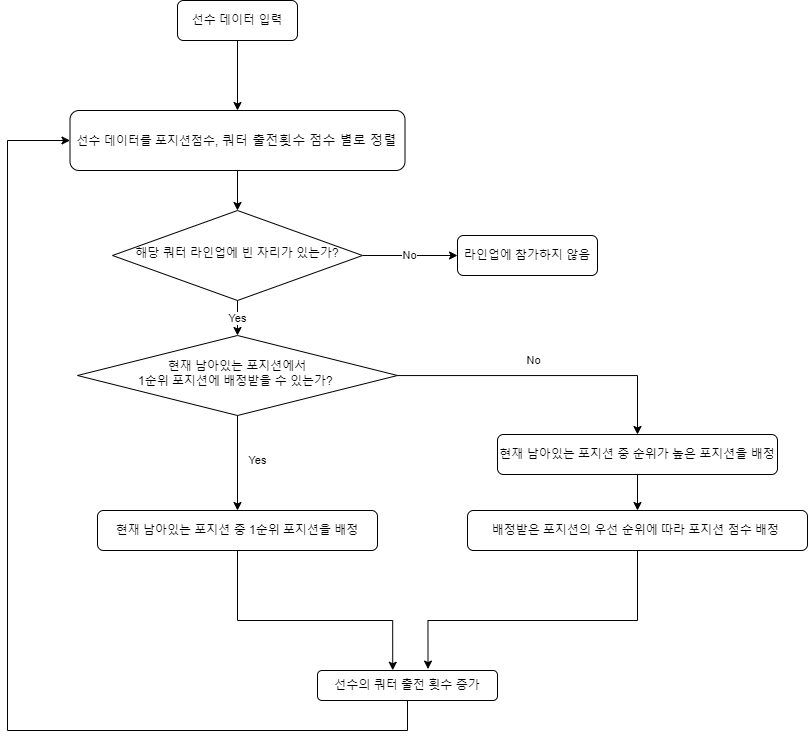 선수 데이터 입력
선수 데이터를 포지션점수, 쿼터 출전횟수 점수 별로 정렬
해당 쿼터 라인업에 빈 자리가 있는가?
No
라인업에 참가하지 않음
Yes
현재 남아있는 포지션에서
1순위 포지션에 배정받을 수 있는가?
No
Yes
현재 남아있는 포지션 중 순위가 높은 포지션을 배정
현재 남아있는 포지션 중 1순위 포지션을 배정
배정받은 포지션의 우선 순위에 따라 포지션 점수 배정
선수의 쿼터 출전 횟수 증가